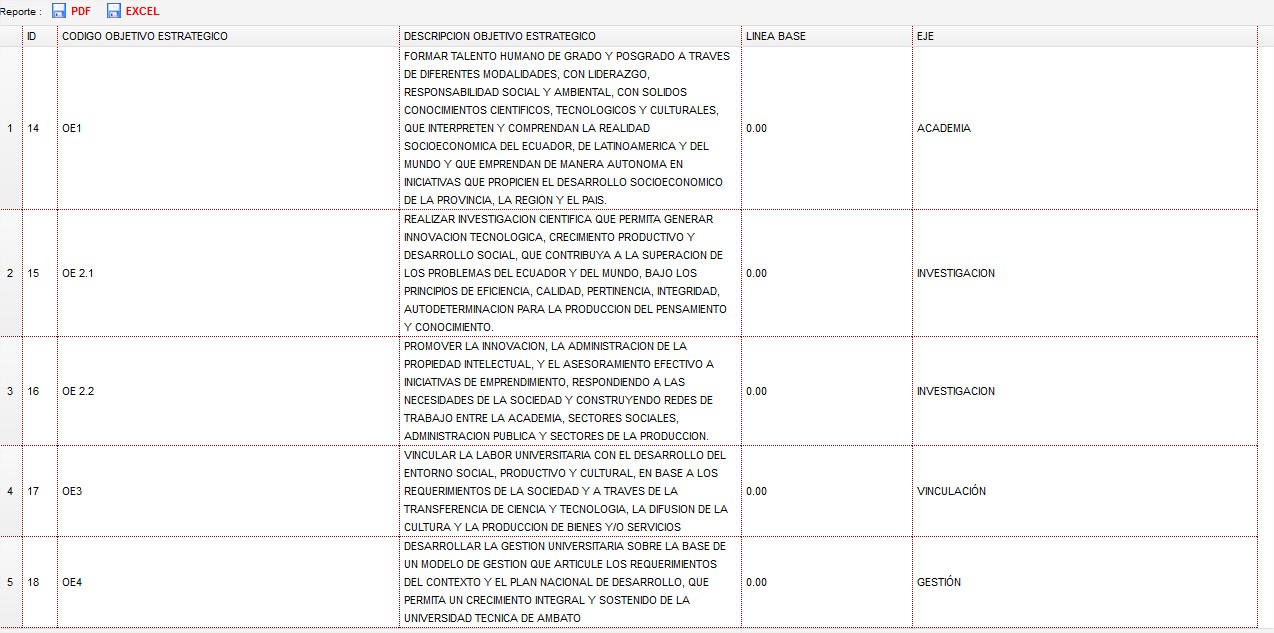 Reporte : PDF EXCEL
ID CODIGO OBJETIVO ESTRATEGICO DESCRIPCION OBJETIVO ESTRATEGICO LINEA BASE EJE
1 14 OE1
FORMAR TALENTO HUMANO DE GRADO Y POSGRADO A TRAVES
DE DIFERENTES MODALIDADES, CON LIDERAZGO,
RESPONSABILIDAD SOCIAL Y AMBIENTAL, CON SOLIDOS
CONOCIMIENTOS CIENTIFICOS, TECNOLOGICOS Y CULTURALES,
QUE INTERPRETEN Y COMPRENDAN LA REALIDAD
SOCIOECONOMICA DEL ECUADOR, DE LATINOAMERICA Y DEL
MUNDO Y QUE EMPRENDAN DE MANERA AUTONOMA EN
INICIATIVAS QUE PROPICIEN EL DESARROLLO SOCIOECONOMICO
DE LA PROVINCIA, LA REGION Y EL PAIS.
0.00 ACADEMIA
2 15 OE 2.1
REALIZAR INVESTIGACION CIENTIFICA QUE PERMITA GENERAR
INNOVACION TECNOLOGICA, CRECIMIENTO PRODUCTIVO Y
DESARROLLO SOCIAL, QUE CONTRIBUYA A LA SUPERACION DE
LOS PROBLEMAS DEL ECUADOR Y DEL MUNDO, BAJO LOS
PRINCIPIOS DE EFICIENCIA, CALIDAD, PERTINENCIA, INTEGRIDAD,
AUTODETERMINACION PARA LA PRODUCCION DEL PENSAMIENTO
Y CONOCIMIENTO.
0.00 INVESTIGACION
3 16 OE 2.2
PROMOVER LA INNOVACION, LA ADMINISTRACION DE LA
PROPIEDAD INTELECTUAL, Y EL ASESORAMIENTO EFECTIVO A
INICIATIVAS DE EMPRENDIMIENTO, RESPONDIENDO A LAS
NECESIDADES DE LA SOCIEDAD Y CONSTRUYENDO REDES DE
TRABAJO ENTRE LA ACADEMIA, SECTORES SOCIALES,
ADMINISTRACION PUBLICA Y SECTORES DE LA PRODUCCION.
0.00 INVESTIGACION
4 17 OE3
VINCULAR LA LABOR UNIVERSITARIA CON EL DESARROLLO DEL
ENTORNO SOCIAL, PRODUCTIVO Y CULTURAL, EN BASE A LOS
REQUERIMIENTOS DE LA SOCIEDAD Y A TRAVES DE LA
TRANSFERENCIA DE CIENCIA Y TECNOLOGIA, LA DIFUSION DE LA
CULTURA Y LA PRODUCCION DE BIENES Y/O SERVICIOS
0.00 VINCULACIÓN
5 18 OE4
DESARROLLAR LA GESTION UNIVERSITARIA SOBRE LA BASE DE
UN MODELO DE GESTION QUE ARTICULE LOS REQUERIMIENTOS
DEL CONTEXTO Y EL PLAN NACIONAL DE DESARROLLO, QUE
PERMITA UN CRECIMIENTO INTEGRAL Y SOSTENIDO DE LA
UNIVERSIDAD TECNICA DE AMBATO
0.00 GESTIÓN